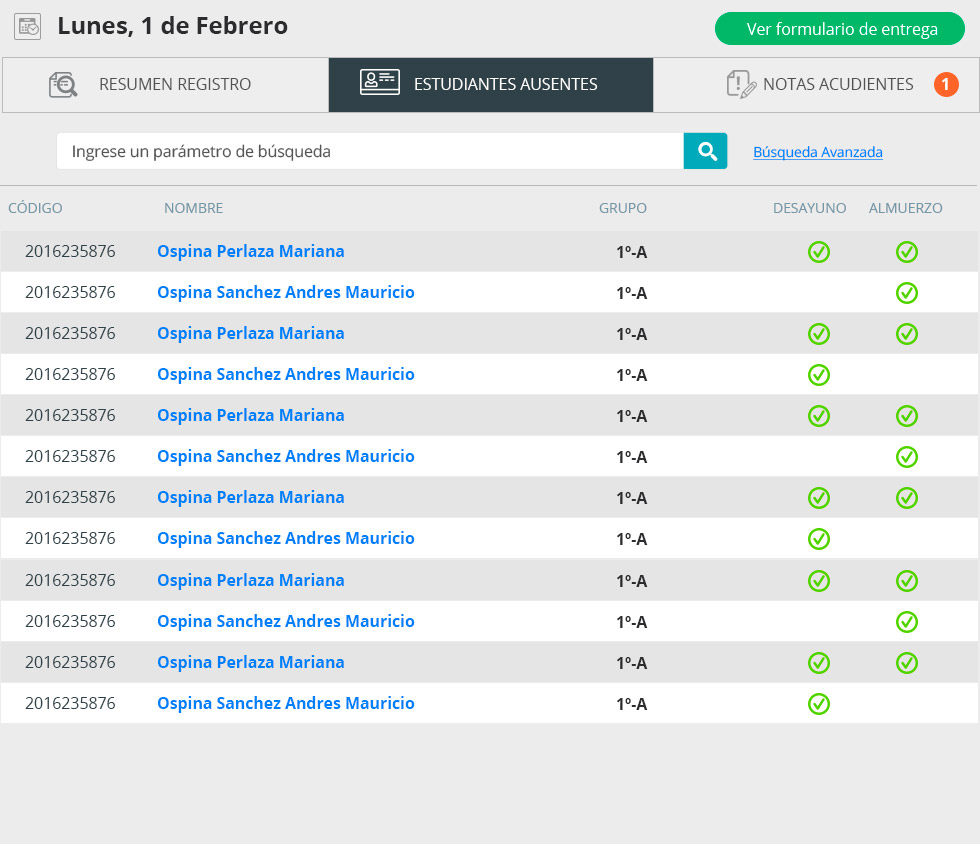 Lunes, 1 de Febrero
Ver formulario de entrega
RESUMEN REGISTRO
ESTUDIANTES AUSENTES
NOTAS ACUDIENTES 1
Ingrese un parámetro de búsqueda
Búsqueda Avanzada
CÓDIGO NOMBRE GRUPO DESAYUNO ALMUERZO
2016235876 Ospina Perlaza Mariana 1º-A
2016235876 Ospina Sanchez Andres Mauricio 1º-A
2016235876 Ospina Perlaza Mariana 1º-A
2016235876 Ospina Sanchez Andres Mauricio 1º-A
2016235876 Ospina Perlaza Mariana 1º-A
2016235876 Ospina Sanchez Andres Mauricio 1º-A
2016235876 Ospina Perlaza Mariana 1º-A
2016235876 Ospina Sanchez Andres Mauricio 1º-A
2016235876 Ospina Perlaza Mariana 1º-A
2016235876 Ospina Sanchez Andres Mauricio 1º-A
2016235876 Ospina Perlaza Mariana 1º-A
2016235876 Ospina Sanchez Andres Mauricio 1º-A